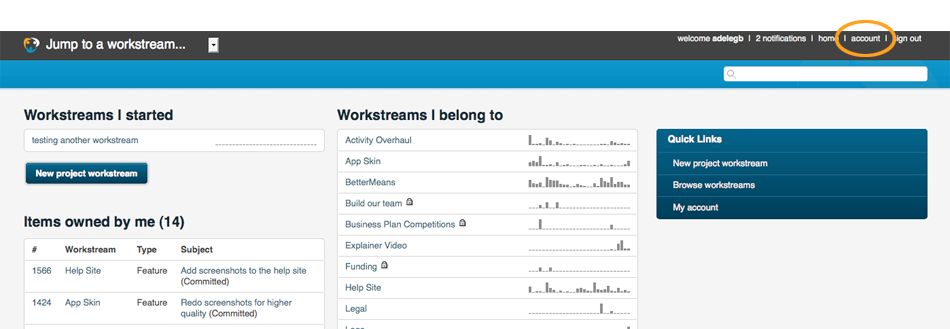 Jump to a workstream...
welcome adelegb | 2 notifications | home | account | sign out
Workstreams I started
testing another workstream
New project workstream
Items owned by me (14)
# Workstream Type Subject
1566 Help Site Feature Add screenshots to the help site
(Committed)
1424 App Skin Feature Redo screenshots for higher
quality (Committed)
Workstreams I belong to
Activity Overhaul
App Skin
BetterMeans
Build our team
Business Plan Competitions
Explainer Video
Funding
Help Site
Legal
Quick Links
New project workstream
Browse workstreams
My account